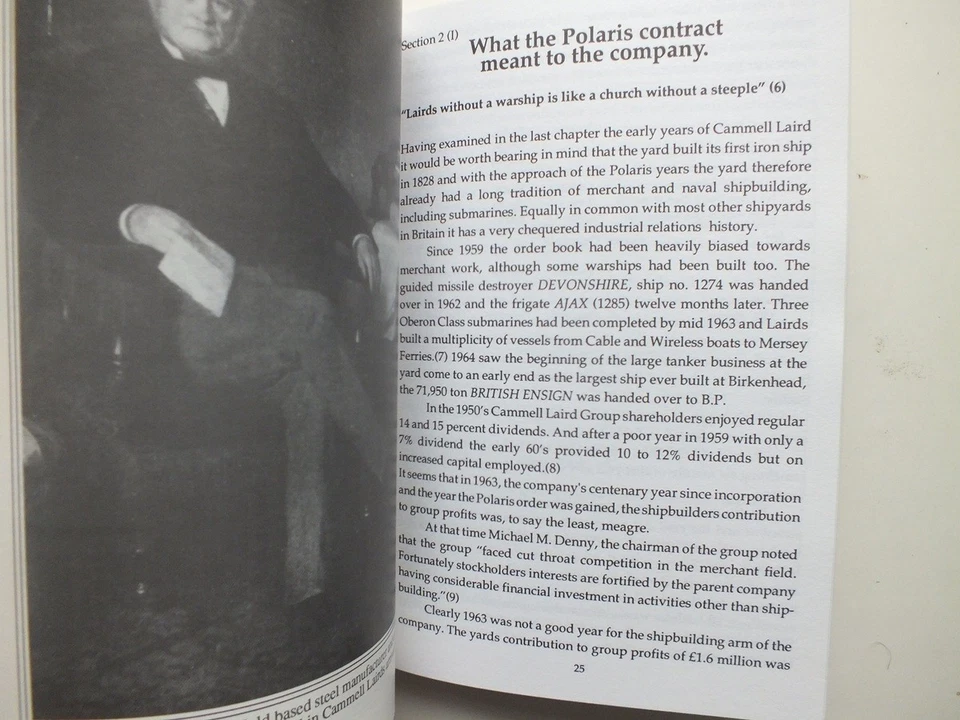 ld based steel manufacturer
in Cammell Lairds
Section 2 (I)
What the Polaris contract
meant to the company.
"Lairds without a warship is like a church without a steeple" (6)
Having examined in the last chapter the early years of Cammell Laird
it would be worth bearing in mind that the yard built its first iron ship
in 1828 and with the approach of the Polaris years the yard therefore
already had a long tradition of merchant and naval shipbuilding,
including submarines. Equally in common with most other shipyards
in Britain it has a very chequered industrial relations history.
Since 1959 the order book had been heavily biased towards
merchant work, although some warships had been built too. The
guided missile destroyer DEVONSHIRE, ship no. 1274 was handed
over in 1962 and the frigate AJAX (1285) twelve months later. Three
Oberon Class submarines had been completed by mid 1963 and Lairds
built a multiplicity of vessels from Cable and Wireless boats to Mersey
Ferries.(7) 1964 saw the beginning of the large tanker business at the
yard come to an early end as the largest ship ever built at Birkenhead,
the 71,950 ton BRITISH ENSIGN was handed over to B.P.
In the 1950's Cammell Laird Group shareholders enjoyed regular
14 and 15 percent dividends. And after a poor year in 1959 with only a
7% dividend the early 60's provided 10 to 12% dividends but on
increased capital employed.(8)
It seems that in 1963, the company's centenary year since incorporation
and the year the Polaris order was gained, the shipbuilders contribution
to group profits was, to say the least, meagre.
At that time Michael M. Denny, the chairman of the group noted
that the group "faced cut throat competition in the merchant field.
Fortunately stockholders interests are fortified by the parent company
having considerable financial investment in activities other than ship-
building."(9)
Clearly 1963 was not a good year for the shipbuilding arm of the
company. The yards contribution to group profits of £1.6 million was
25